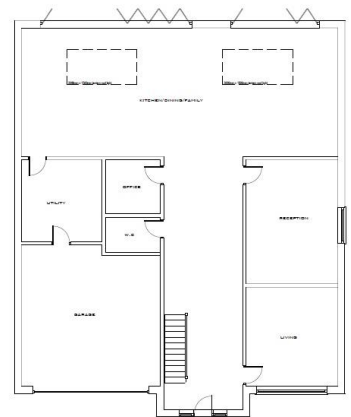 KITCHEN/DINING/FAMILY
OFFICE
UTILITY
W.C
RECEPTION
GARAGE
LIVING